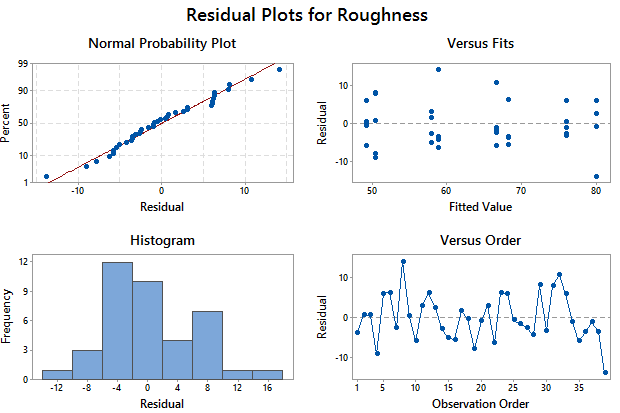 Residual Plots for Roughness
Normal Probability Plot
99
90
50
10
1
Percent
-10 0 10
Residual
Versus Fits
10
0
-10
Residual
50 60 70 80
Fitted Value
Histogram
12
9
6
3
0
Frequency
-12 -8 -4 0 4 8 12 16
Residual
Versus Order
10
0
-10
Residual
1 5 10 15 20 25 30 35
Observation Order